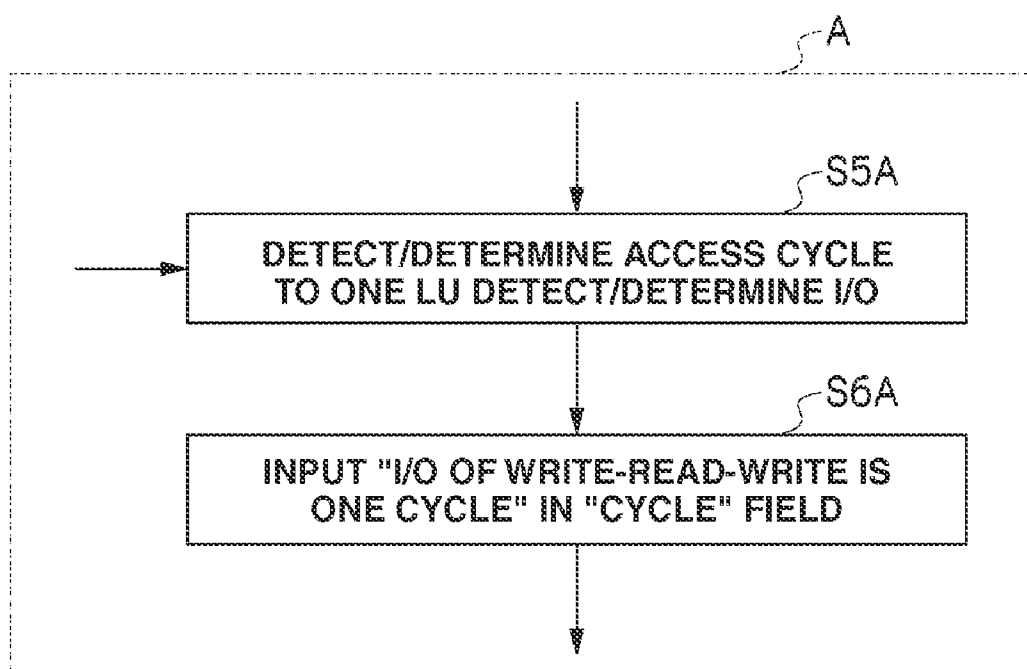 A
S5A
DETECT/DETERMINE ACCESS CYCLE
TO ONE LU DETECT/DETERMINE I/O
S6A
INPUT "I/O OF WRITE-READ-WRITE IS
ONE CYCLE" IN "CYCLE" FIELD